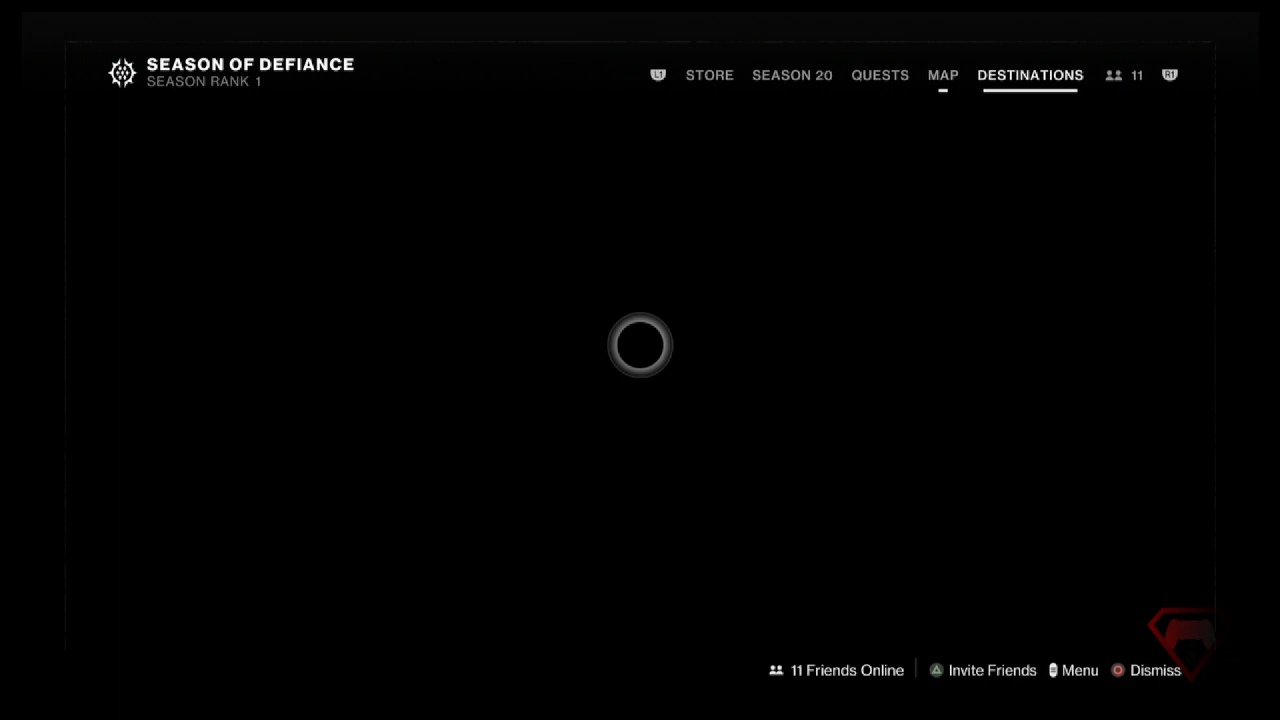 SEASON OF DEFIANCE
SEASON RANK 1
L1 STORE SEASON 20 QUESTS MAP DESTINATIONS 11 R1
11 Friends Online Invite Friends Menu Dismiss